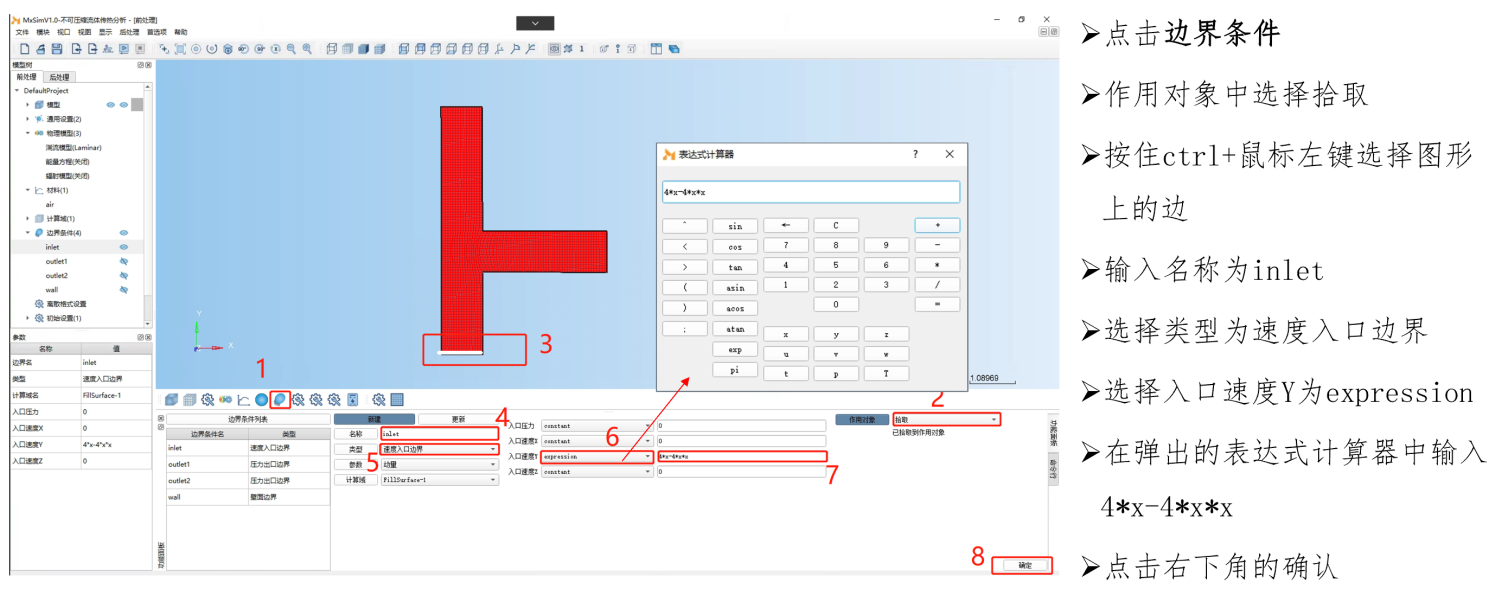 MxSimV1.0-不可压缩流体传热分析 - [前处理]
文件 模块 视口 视图 显示 后处理 首选项 帮助
模型树
前处理 后处理
DefaultProject
模型
通用设置(2)
物理模型(3)
湍流模型(Laminar)
能量方程(关闭)
辐射模型(关闭)
材料(1)
air
计算域(1)
边界条件(4)
inlet
outlet1
outlet2
wall
离散格式设置
初始设置(1)
参数
名称 值
边界名 inlet
类型 速度入口边界
计算域名 FillSurface-1
入口压力 0
入口速度X 0
入口速度Y 4*x-4*x*x
入口速度Z 0
Y
X
1
3
1.08969
表达式计算器 ? ×
4*x-4*x*x
^ sin ← C +
< cos 7 8 9 -
> tan 4 5 6 *
( asin 1 2 3 /
) acos 0 =
; atan x y z
exp u v w
pi t p T
边界条件列表
边界条件名 类型
inlet 速度入口边界
outlet1 压力出口边界
outlet2 压力出口边界
wall 壁面边界
新建 更新
名称 inlet
类型 速度入口边界
参数 动量
计算域 FillSurface-1
4
5
入口压力 constant 0
入口速度X constant 0
入口速度Y expression 4*x-4*x*x
入口速度Z constant 0
6
7
2
作用对象 拾取
已拾取到作用对象
8
确定
➢点击边界条件
➢作用对象中选择拾取
➢按住ctrl+鼠标左键选择图形
上的边
➢输入名称为inlet
➢选择类型为速度入口边界
➢选择入口速度Y为expression
➢在弹出的表达式计算器中输入
4*x-4*x*x
➢点击右下角的确认